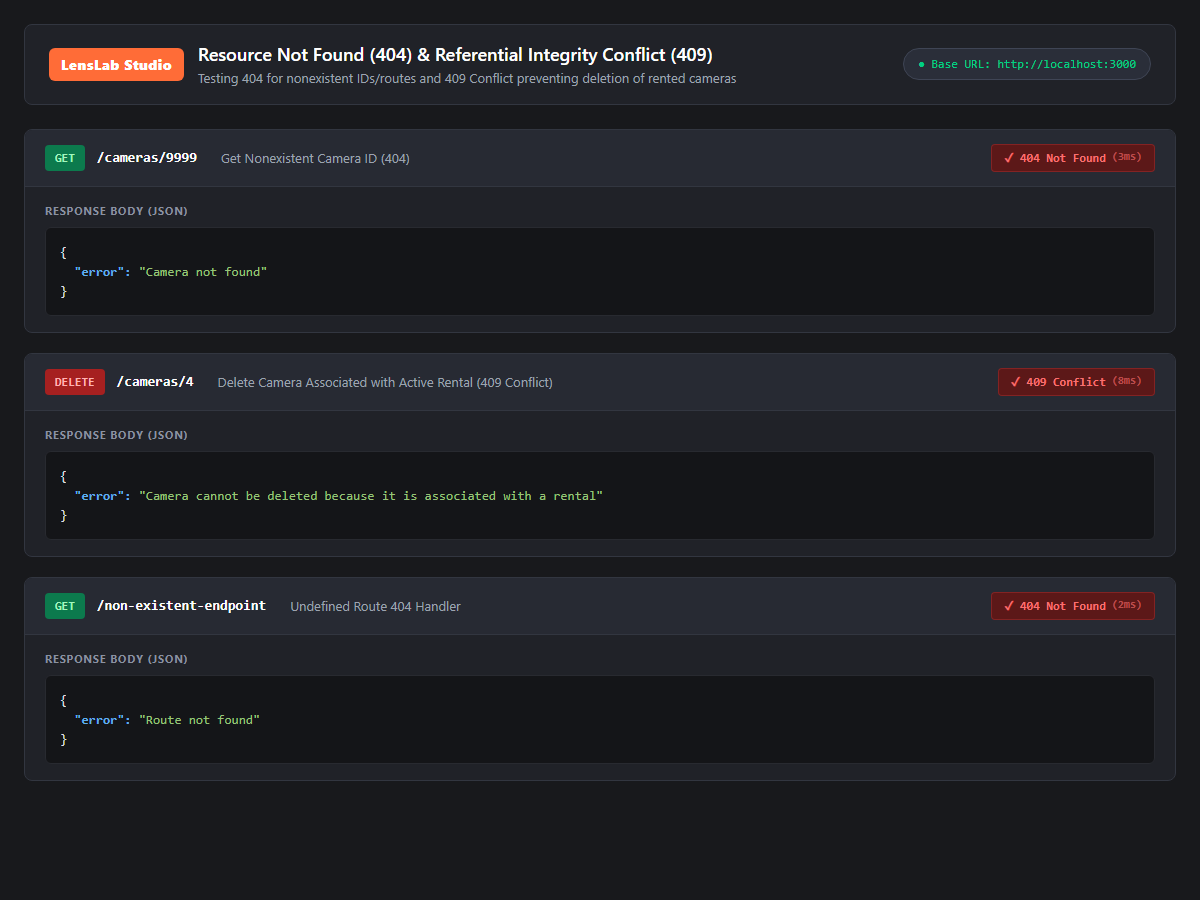 LensLab Studio
Resource Not Found (404) & Referential Integrity Conflict (409)
Testing 404 for nonexistent IDs/routes and 409 Conflict preventing deletion of rented cameras
● Base URL: http://localhost:3000
GET /cameras/9999 Get Nonexistent Camera ID (404) ✓ 404 Not Found (3ms)
RESPONSE BODY (JSON)
{
  "error": "Camera not found"
}
DELETE /cameras/4 Delete Camera Associated with Active Rental (409 Conflict) ✓ 409 Conflict (8ms)
RESPONSE BODY (JSON)
{
  "error": "Camera cannot be deleted because it is associated with a rental"
}
GET /non-existent-endpoint Undefined Route 404 Handler ✓ 404 Not Found (2ms)
RESPONSE BODY (JSON)
{
  "error": "Route not found"
}